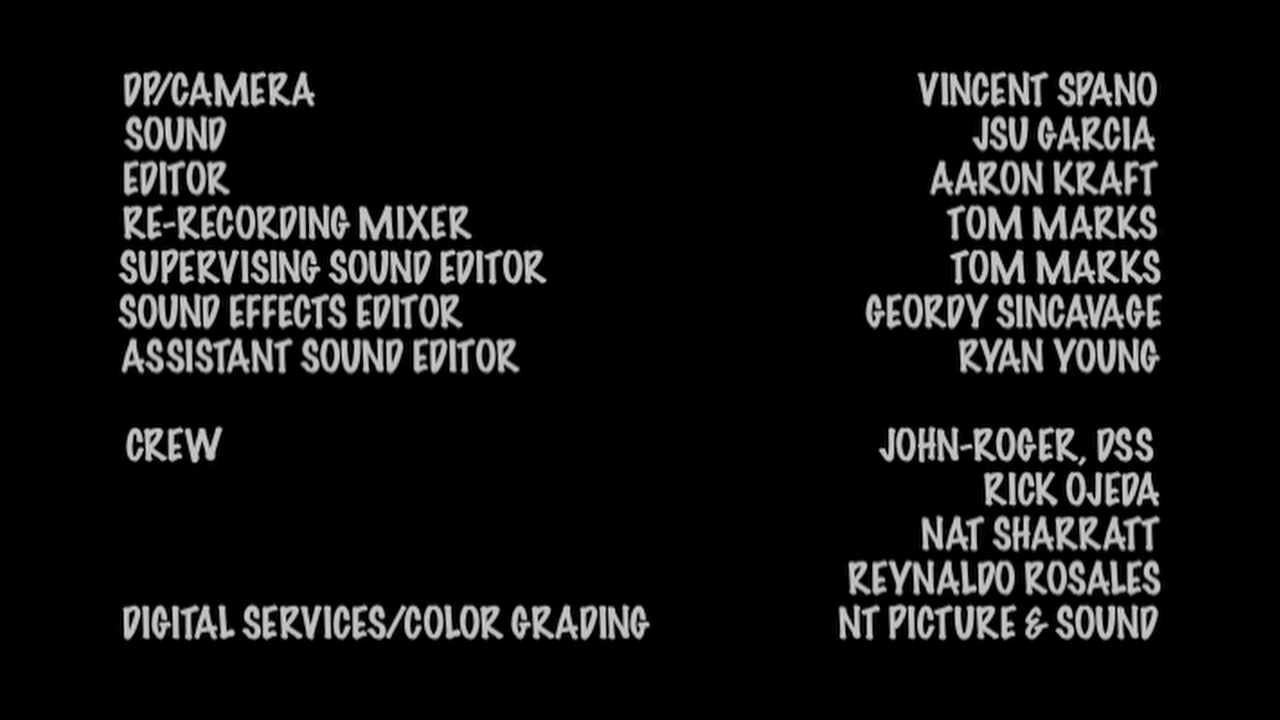 DP/CAMERA VINCENT SPANO
SOUND JSU GARCIA
EDITOR AARON KRAFT
RE-RECORDING MIXER TOM MARKS
SUPERVISING SOUND EDITOR TOM MARKS
SOUND EFFECTS EDITOR GEORDY SINCAVAGE
ASSISTANT SOUND EDITOR RYAN YOUNG
CREW JOHN-ROGER, DSS
RICK OJEDA
NAT SHARRATT
REYNALDO ROSALES
DIGITAL SERVICES/COLOR GRADING NT PICTURE & SOUND